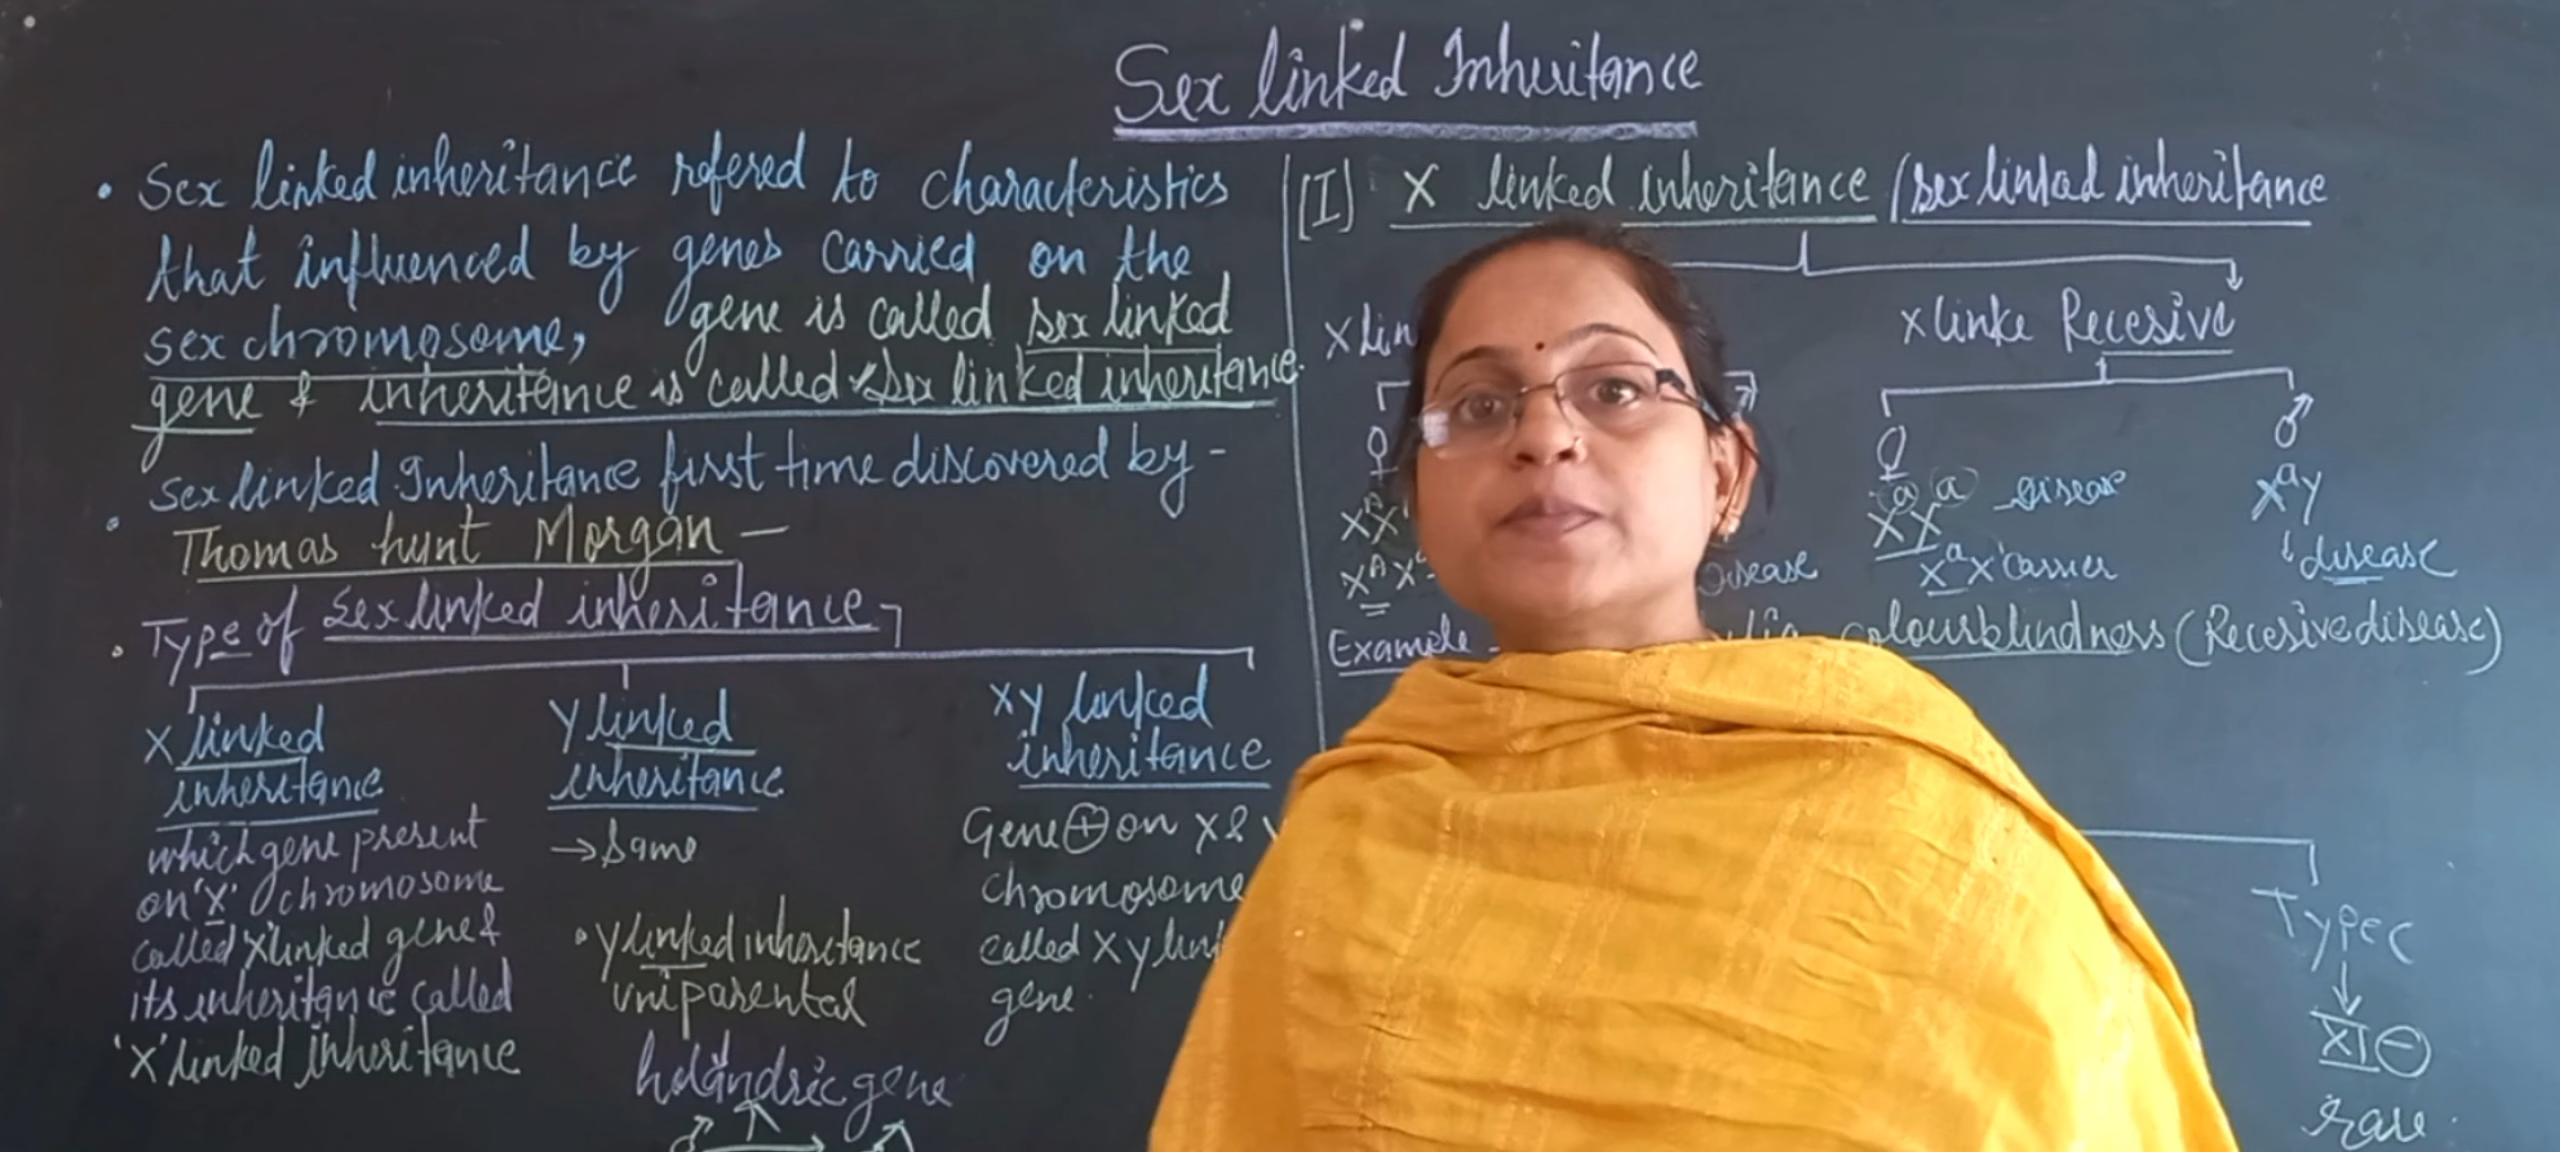 Sex linked Inheritance
• Sex linked inheritance refered to characteristics
that influenced by genes carried on the
sex chromosome, gene is called sex linked
gene & inheritance is called sex linked inheritance.
• Sex linked Inheritance first time discovered by -
Thomas hunt Morgan —
• Type of Sex linked inheritance
X linked
inheritance
which gene present
on 'X' chromosome
called X linked gene &
its inheritance called
'X' linked inheritance
Y linked
inheritance
→ Same
• Y linked inheritance
uniparental
holandric gene
♂
XY linked
inheritance
Gene ⊕ on X &
chromosome
called XY
gene.
[I] X linked inheritance / sex linkad inheritance
X
X linke Recesive
♀ ♀ ♂
a a disease X^a y
XX
X^a X carrier
disease
↓ disease
Example - colourblindness (Recesive disease)
Type C
↓
XI ⊖
rare.